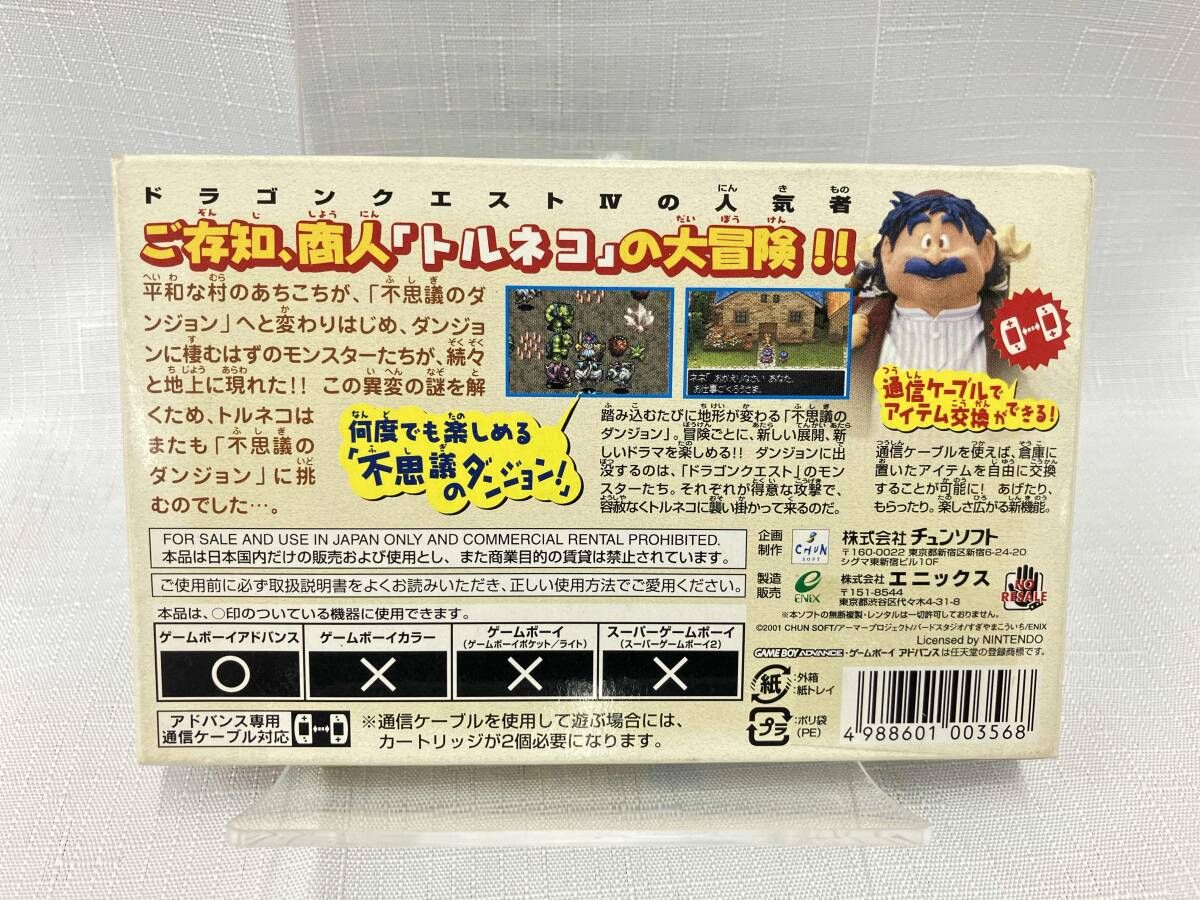 ドラゴンクエストIVの人気者
ご存知、商人「トルネコ」の大冒険!!
平和な村のあちこちが、「不思議のダ
ンジョン」へと変わりはじめ、ダンジョ
ンに棲むはずのモンスターたちが、続々
と地上に現れた!! この異変の謎を解
くため、トルネコは
またも「不思議の
ダンジョン」に挑
むのでした…。
何度でも楽しめる
「不思議
のダンジョン!」
ネネ「おかえりなさい あなた。
お仕事ごくろうさま。
踏み込むたびに地形が変わる「不思議の
ダンジョン」。冒険ごとに、新しい展開、新
しいドラマを楽しめる!! ダンジョンに出
没するのは、「ドラゴンクエスト」のモン
スターたち。それぞれが得意な攻撃で、
容赦なくトルネコに襲い掛かって来るのだ。
通信ケーブルで
アイテム交換ができる!
通信ケーブルを使えば、倉庫に
置いたアイテムを自由に交換
することが可能に! あげたり、
もらったり。楽しさ広がる新機能。
FOR SALE AND USE IN JAPAN ONLY AND COMMERCIAL RENTAL PROHIBITED.
本品は日本国内だけの販売および使用とし、また商業目的の賃貸は禁止されています。
ご使用前に必ず取扱説明書をよくお読みいただき、正しい使用方法でご愛用ください。
本品は、○印のついている機器に使用できます。
ゲームボーイアドバンス
ゲームボーイカラー
ゲームボーイ
(ゲームボーイポケット/ライト)
スーパーゲームボーイ
(スーパーゲームボーイ2)
○
×
×
×
アドバンス専用
通信ケーブル対応
※通信ケーブルを使用して遊ぶ場合には、
カートリッジが2個必要になります。
企画
制作
CHUN
SOFT
株式会社 チュンソフト
〒160-0022 東京都新宿区新宿6-24-20
シグマ東新宿ビル10F
製造
販売
ENIX
株式会社 エニックス
〒151-8544
東京都渋谷区代々木4-31-8
NO
RESALE
※本ソフトの無断複製・レンタルは一切許可しておりません。
©2001 CHUN SOFT/アーマープロジェクト/バードスタジオ/すぎやまこういち/ENIX
Licensed by NINTENDO
GAME BOY ADVANCE・ゲームボーイ アドバンスは任天堂の登録商標です。
紙
:外箱
:紙トレイ
プラ
:ポリ袋
(PE)
4 988601 003568